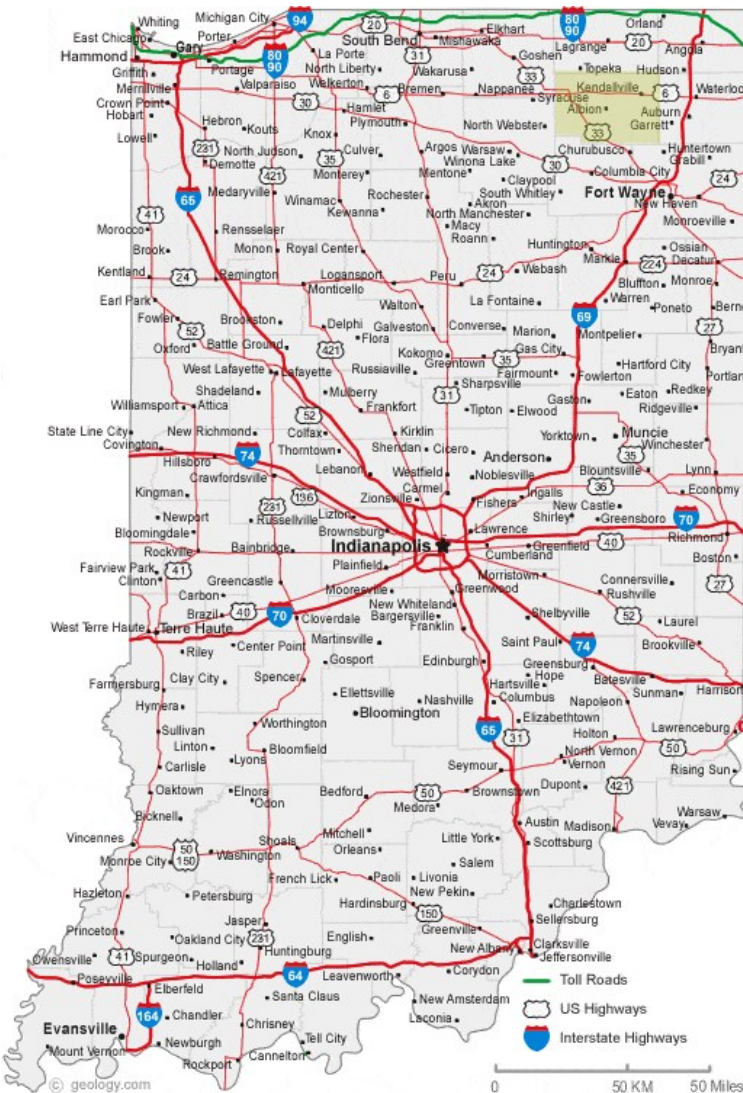 Whiting
Michigan City
94
20
80
90
Orland
East Chicago
Porter
South Bend
Elkhart
Mishawaka
Lagrange
20
Angola
Hammond
Gary
La Porte
31
Goshen
80
90
Griffith
Portage
North Liberty
Wakarusa
33
Topeka
Hudson
Merrillville
Valparaiso
Walkerton
6
Bremen
Nappanee
Kendallville
6
Waterloo
Crown Point
30
Syracuse
Hobart
Hamlet
Albion
Auburn
Hebron
Kouts
Plymouth
North Webster
Garrett
Lowell
Knox
33
231
North Judson
Culver
Argos
Warsaw
Churubusco
Huntertown
Demotte
35
Winona Lake
30
Grabill
421
Monterey
Mentone
Claypool
Columbia City
24
65
Medaryville
Winamac
Rochester
South Whitley
Fort Wayne
Akron
New Haven
41
Kewanna
North Manchester
Monroeville
Morocco
Rensselaer
Macy
Roann
Brook
Monon
Royal Center
Huntington
Ossian
Markle
224
Decatur
Kentland
24
Remington
Logansport
Peru
24
Wabash
Bluffton
Monroe
Monticello
Earl Park
Walton
La Fontaine
Warren
Poneto
Berne
Fowler
Brookston
Delphi
Galveston
Converse
69
52
Marion
Montpelier
27
Oxford
Battle Ground
421
Flora
Bryant
Kokomo
Gas City
West Lafayette
Lafayette
Russiaville
Greentown
35
Hartford City
Portland
Fairmount
Fowlerton
Shadeland
Mulberry
31
Sharpsville
Eaton
Redkey
Williamsport
Attica
52
Frankfort
Tipton
Elwood
Gaston
Ridgeville
State Line City
New Richmond
Colfax
Kirklin
Yorktown
Muncie
Covington
74
Thorntown
Sheridan
Cicero
Anderson
35
Winchester
Hillsboro
Lebanon
Westfield
Noblesville
Blountsville
Lynn
Crawfordsville
Carmel
36
Kingman
136
Zionsville
Fishers
Ingalls
Economy
231
Lizton
New Castle
Newport
Russellville
Shirley
Greensboro
70
Bloomingdale
Brownsburg
Lawrence
Richmond
Rockville
Bainbridge
Indianapolis
Cumberland
Greenfield
40
Boston
Fairview Park
41
Plainfield
Clinton
Greencastle
Morristown
Connersville
27
Carbon
Mooresville
Greenwood
Rushville
Brazil
40
New Whiteland
52
70
Cloverdale
Bargersville
Shelbyville
Laurel
West Terre Haute
Terre Haute
Franklin
Martinsville
Saint Paul
74
Brookville
Riley
Center Point
Gosport
Edinburgh
Greensburg
Farmersburg
Clay City
Spencer
Hope
Batesville
Hartsville
Sunman
Harrison
Ellettsville
Nashville
Columbus
Napoleon
Hymera
Bloomington
Elizabethtown
Worthington
65
Sullivan
31
Holton
Lawrenceburg
Linton
Bloomfield
50
North Vernon
Lyons
Vernon
Carlisle
Seymour
Rising Sun
Oaktown
Elnora
Bedford
50
Brownstown
Dupont
421
Odon
Medora
Bicknell
Austin
Madison
Warsaw
Vevay
Mitchell
Vincennes
Little York
50
150
Shoals
Orleans
Scottsburg
Monroe City
Washington
Salem
French Lick
Paoli
Livonia
Hazleton
Petersburg
New Pekin
Hardinsburg
Charlestown
Jasper
150
Princeton
Sellersburg
Oakland City
231
English
Greenville
Owensville
41
Spurgeon
Huntingburg
New Albany
Clarksville
Holland
Jeffersonville
64
Leavenworth
Corydon
Poseyville
Elberfeld
Santa Claus
New Amsterdam
Evansville
164
Chandler
Chrisney
Laconia
Mount Vernon
Newburgh
Tell City
Rockport
Cannelton
Toll Roads
US Highways
Interstate Highways
© geology.com
0 50 KM 50 Miles